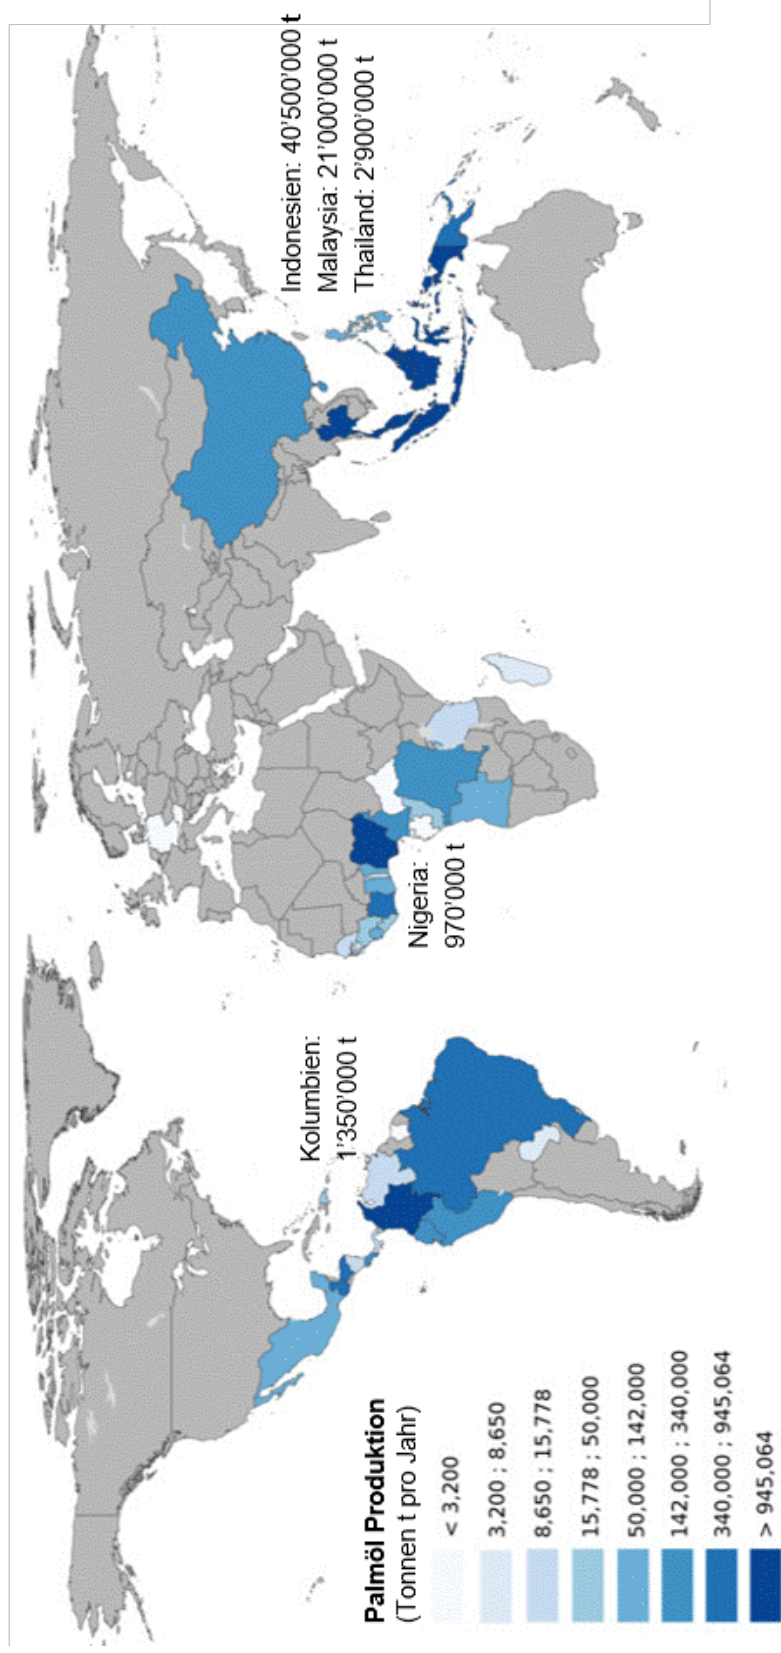 Indonesien: 40'500'000 t
Malaysia: 21'000'000 t
Thailand: 2'900'000 t
Nigeria:
970'000 t
Kolumbien:
1'350'000 t
Palmöl Produktion
(Tonnen t pro Jahr)
< 3,200
3,200 ; 8,650
8,650 ; 15,778
15,778 ; 50,000
50,000 ; 142,000
142,000 ; 340,000
340,000 ; 945,064
> 945,064